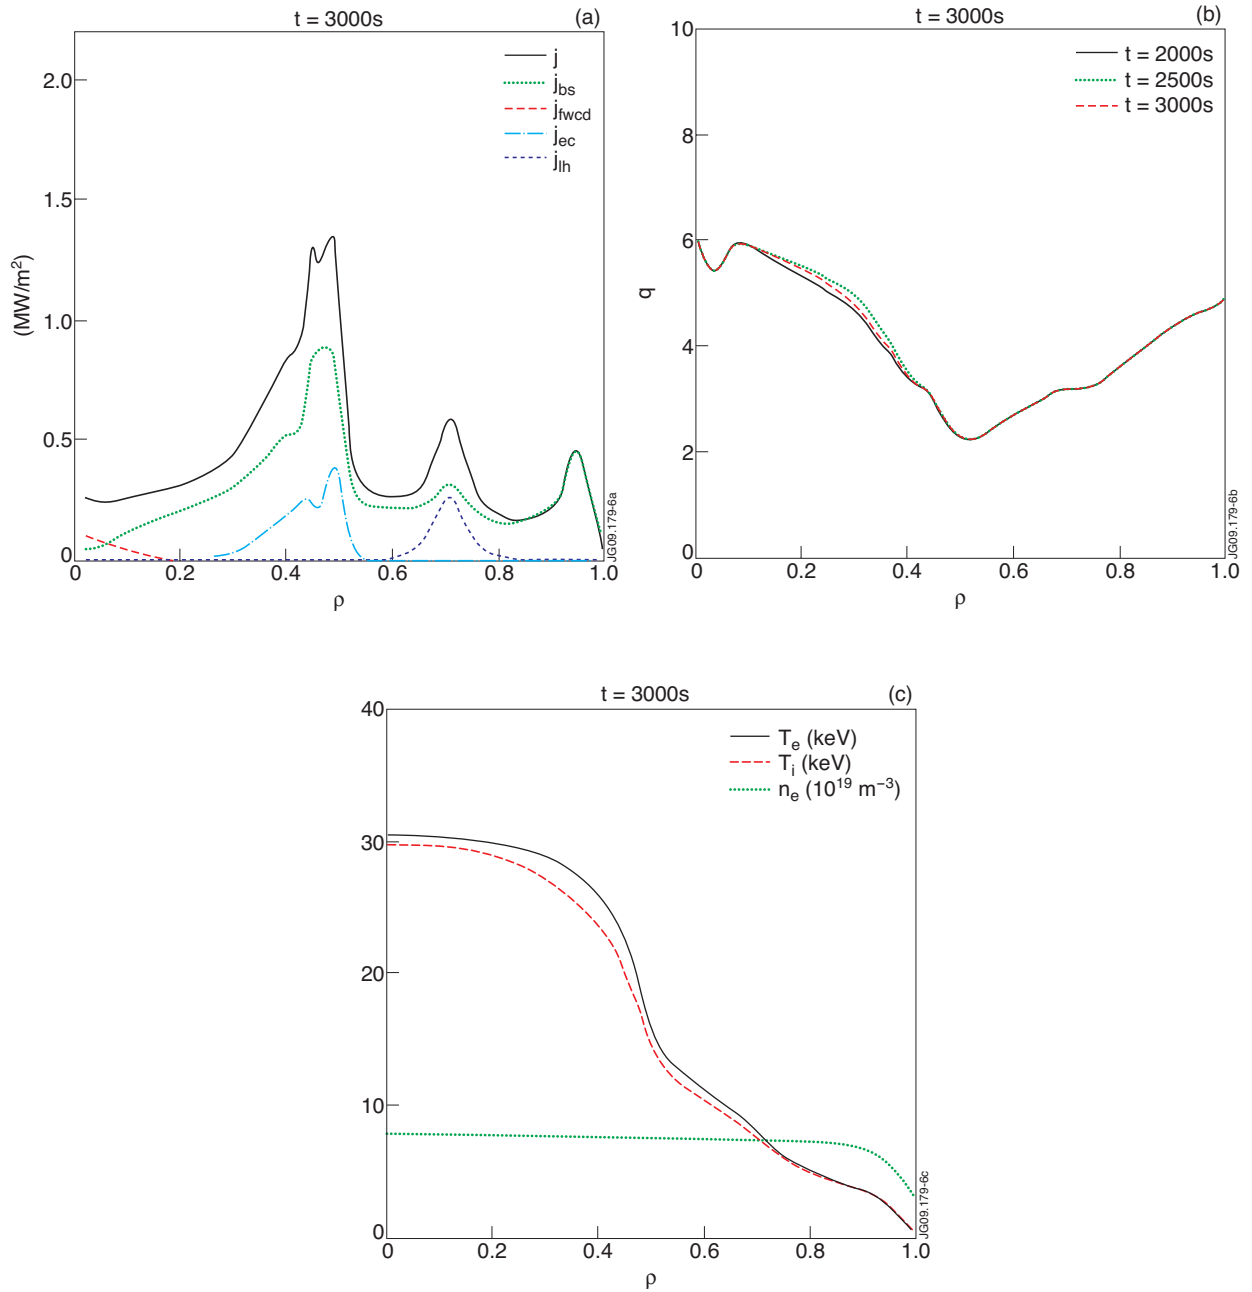 t = 3000s (a)
j
j_bs
j_fwcd
j_ec
j_lh
2.0
1.5
1.0
0.5
0
(MW/m²)
0 0.2 0.4 0.6 0.8 1.0
ρ
JG09.179-6a
t = 3000s (b)
t = 2000s
t = 2500s
t = 3000s
10
8
6
4
2
0
q
0 0.2 0.4 0.6 0.8 1.0
ρ
JG09.179-6b
t = 3000s (c)
T_e (keV)
T_i (keV)
n_e (10¹⁹ m⁻³)
40
30
20
10
0
0 0.2 0.4 0.6 0.8 1.0
ρ
JG09.179-6c